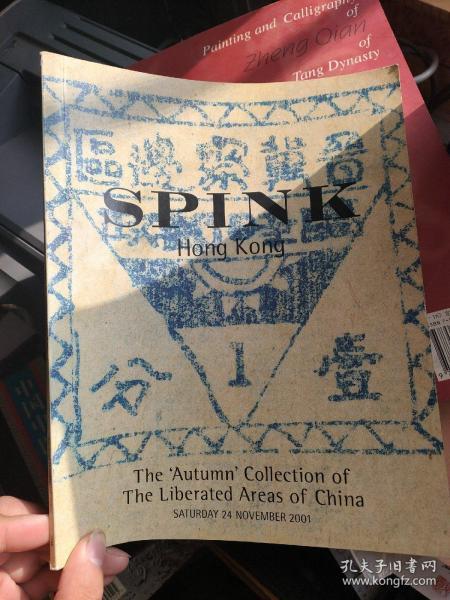 Painting and Calligraphy
of
Zheng Qian
of
Tang Dynasty
區邊察冀晉
SPINK
Hong Kong
分 1 壹
The 'Autumn' Collection of
The Liberated Areas of China
SATURDAY 24 NOVEMBER 2001
孔夫子旧书网
www.kongfz.com